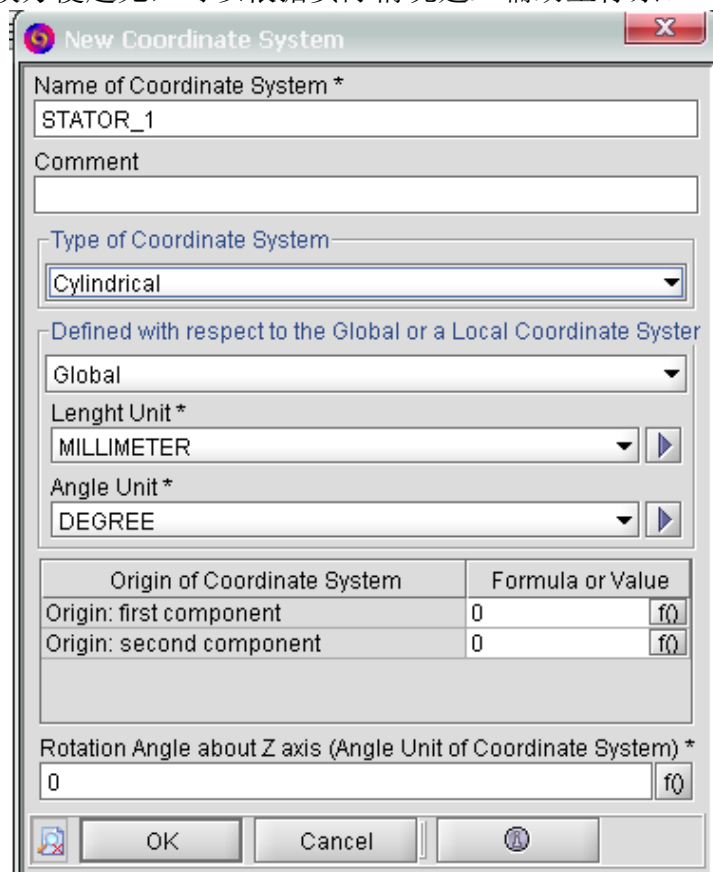 New Coordinate System
Name of Coordinate System *
STATOR_1
Comment
Type of Coordinate System
Cylindrical
Defined with respect to the Global or a Local Coordinate Syster
Global
Lenght Unit *
MILLIMETER
Angle Unit *
DEGREE
Origin of Coordinate System Formula or Value
Origin: first component 0 f()
Origin: second component 0 f()
Rotation Angle about Z axis (Angle Unit of Coordinate System) *
0 f()
OK Cancel